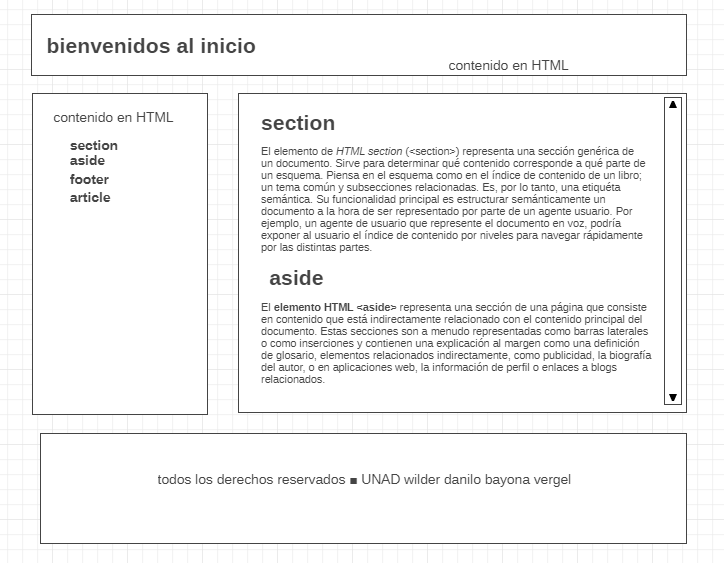 bienvenidos al inicio
contenido en HTML
contenido en HTML
section
aside
footer
article
section
El elemento de HTML section (<section>) representa una sección genérica de
un documento. Sirve para determinar qué contenido corresponde a qué parte de
un esquema. Piensa en el esquema como en el índice de contenido de un libro;
un tema común y subsecciones relacionadas. Es, por lo tanto, una etiquéta
semántica. Su funcionalidad principal es estructurar semánticamente un
documento a la hora de ser representado por parte de un agente usuario. Por
ejemplo, un agente de usuario que represente el documento en voz, podría
exponer al usuario el índice de contenido por niveles para navegar rápidamente
por las distintas partes.
aside
El elemento HTML <aside> representa una sección de una página que consiste
en contenido que está indirectamente relacionado con el contenido principal del
documento. Estas secciones son a menudo representadas como barras laterales
o como inserciones y contienen una explicación al margen como una definición
de glosario, elementos relacionados indirectamente, como publicidad, la biografía
del autor, o en aplicaciones web, la información de perfil o enlaces a blogs
relacionados.
todos los derechos reservados ■ UNAD wilder danilo bayona vergel